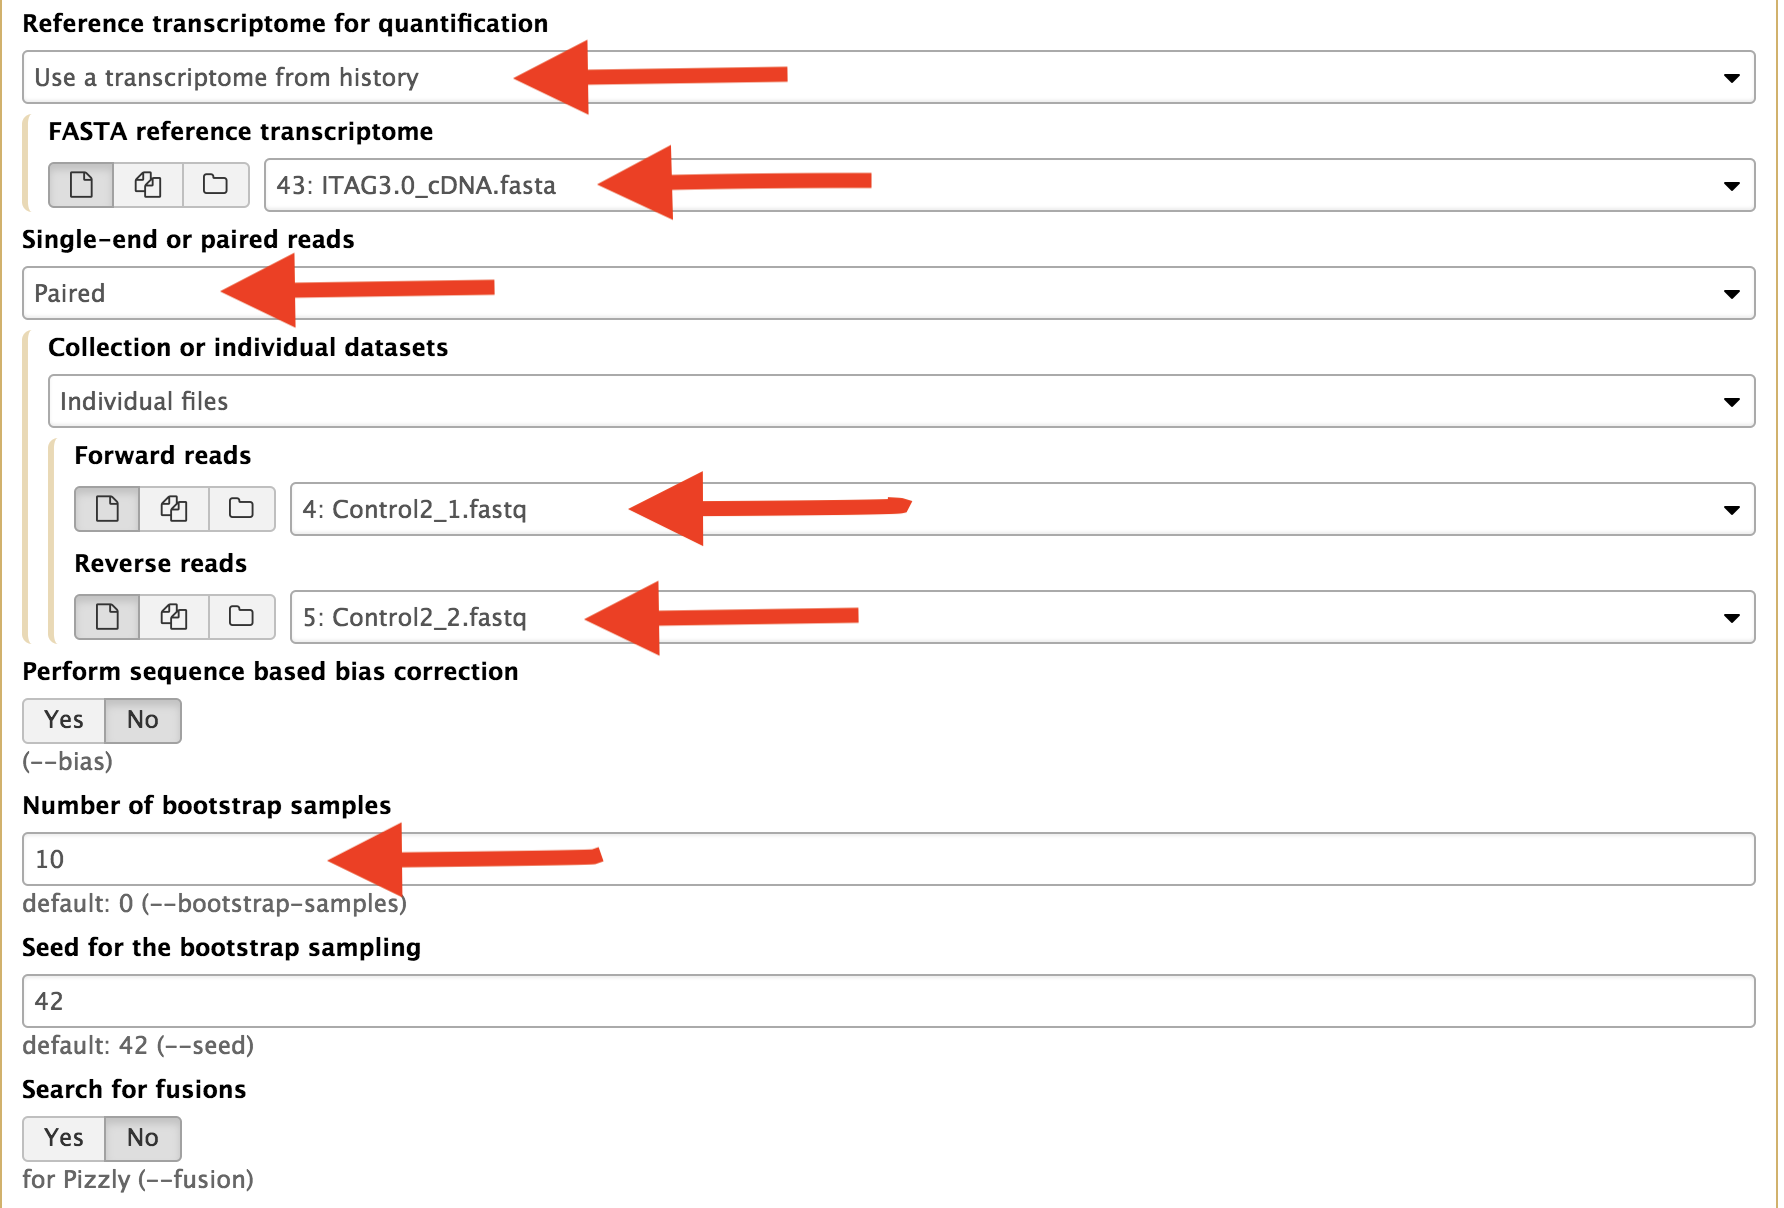 Reference transcriptome for quantification
Use a transcriptome from history
FASTA reference transcriptome
43: ITAG3.0_cDNA.fasta
Single-end or paired reads
Paired
Collection or individual datasets
Individual files
Forward reads
4: Control2_1.fastq
Reverse reads
5: Control2_2.fastq
Perform sequence based bias correction
Yes No
(--bias)
Number of bootstrap samples
10
default: 0 (--bootstrap-samples)
Seed for the bootstrap sampling
42
default: 42 (--seed)
Search for fusions
Yes No
for Pizzly (--fusion)